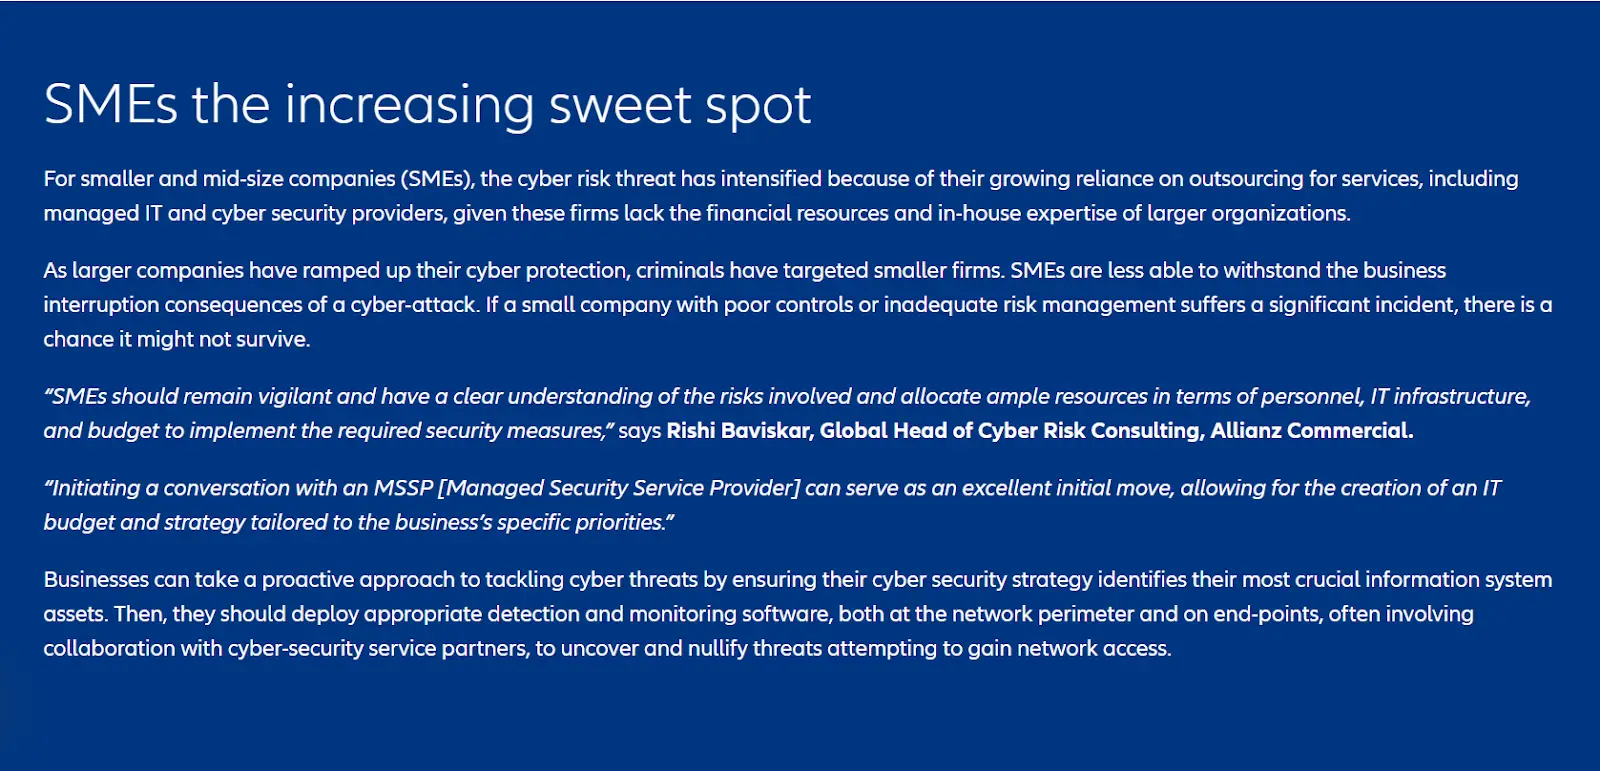 SMEs the increasing sweet spot
For smaller and mid-size companies (SMEs), the cyber risk threat has intensified because of their growing reliance on outsourcing for services, including
managed IT and cyber security providers, given these firms lack the financial resources and in-house expertise of larger organizations.
As larger companies have ramped up their cyber protection, criminals have targeted smaller firms. SMEs are less able to withstand the business
interruption consequences of a cyber-attack. If a small company with poor controls or inadequate risk management suffers a significant incident, there is a
chance it might not survive.
“SMEs should remain vigilant and have a clear understanding of the risks involved and allocate ample resources in terms of personnel, IT infrastructure,
and budget to implement the required security measures,” says Rishi Baviskar, Global Head of Cyber Risk Consulting, Allianz Commercial.
“Initiating a conversation with an MSSP [Managed Security Service Provider] can serve as an excellent initial move, allowing for the creation of an IT
budget and strategy tailored to the business’s specific priorities.”
Businesses can take a proactive approach to tackling cyber threats by ensuring their cyber security strategy identifies their most crucial information system
assets. Then, they should deploy appropriate detection and monitoring software, both at the network perimeter and on end-points, often involving
collaboration with cyber-security service partners, to uncover and nullify threats attempting to gain network access.